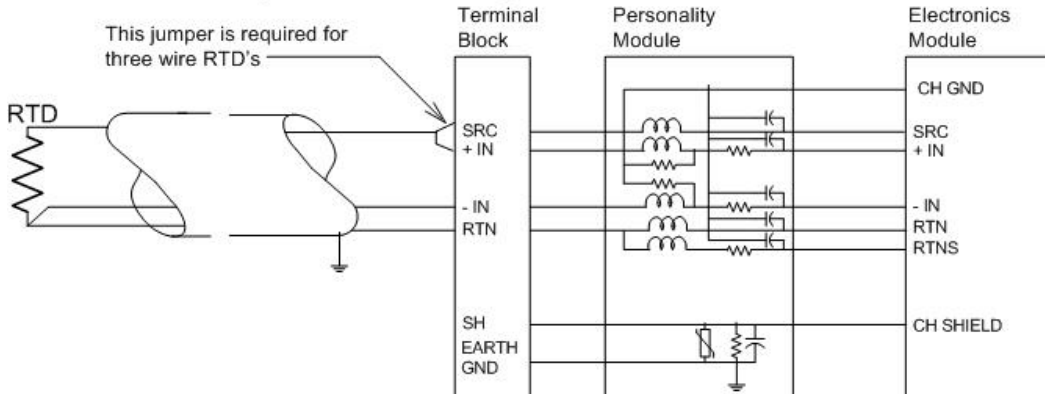 Terminal
Block
Personality
Module
Electronics
Module
This jumper is required for
three wire RTD's
RTD
SRC
+ IN
- IN
RTN
SH
EARTH
GND
CH GND
SRC
+ IN
- IN
RTN
RTNS
CH SHIELD